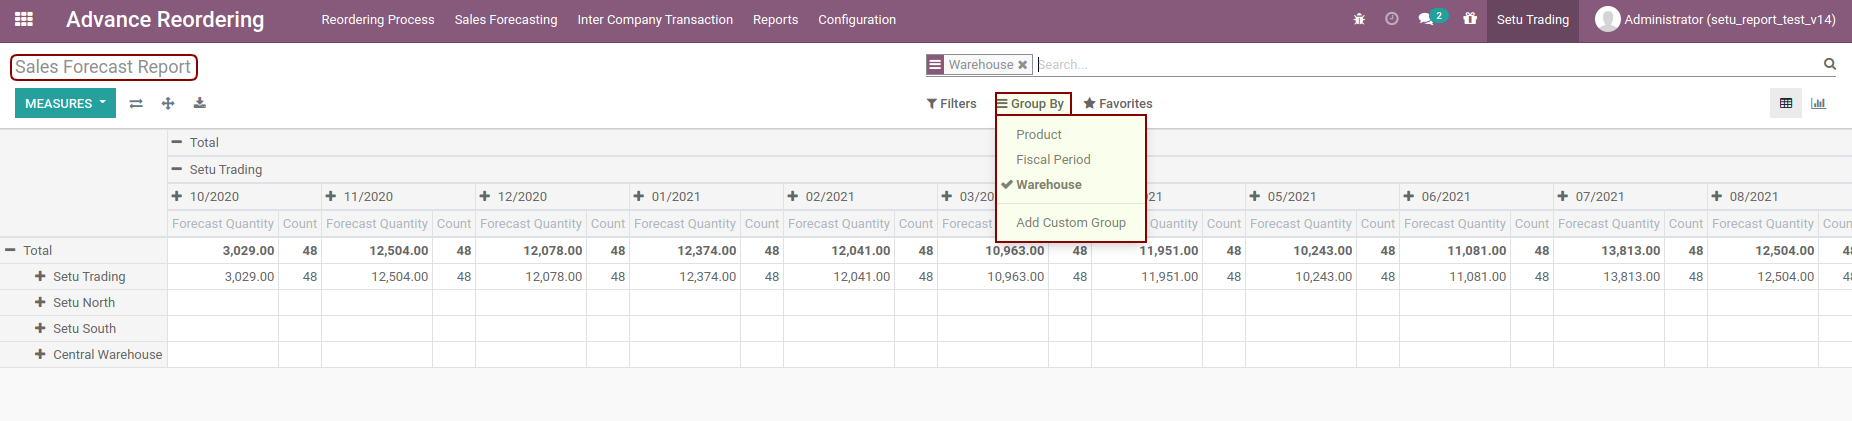 Advance Reordering Reordering Process Sales Forecasting Inter Company Transaction Reports Configuration 2 Setu Trading Administrator (setu_report_test_v14)
Sales Forecast Report Warehouse Search...
MEASURES Filters Group By Favorites
Product
Fiscal Period
Warehouse
Add Custom Group
Total
Setu Trading
10/2020 11/2020 12/2020 01/2021 02/2021 03/20 21 05/2021 06/2021 07/2021 08/2021
Forecast Quantity Count Forecast Quantity Count Forecast Quantity Count Forecast Quantity Count Forecast Quantity Count Forecast Quantity Count Forecast Quantity Count Forecast Quantity Count Forecast Quantity Count Forecast Quantity Coun
Total 3,029.00 48 12,504.00 48 12,078.00 48 12,374.00 48 12,041.00 48 10,963.00 48 11,951.00 48 10,243.00 48 11,081.00 48 13,813.00 48 12,504.00 48
Setu Trading 3,029.00 48 12,504.00 48 12,078.00 48 12,374.00 48 12,041.00 48 10,963.00 48 11,951.00 48 10,243.00 48 11,081.00 48 13,813.00 48 12,504.00 48
Setu North
Setu South
Central Warehouse